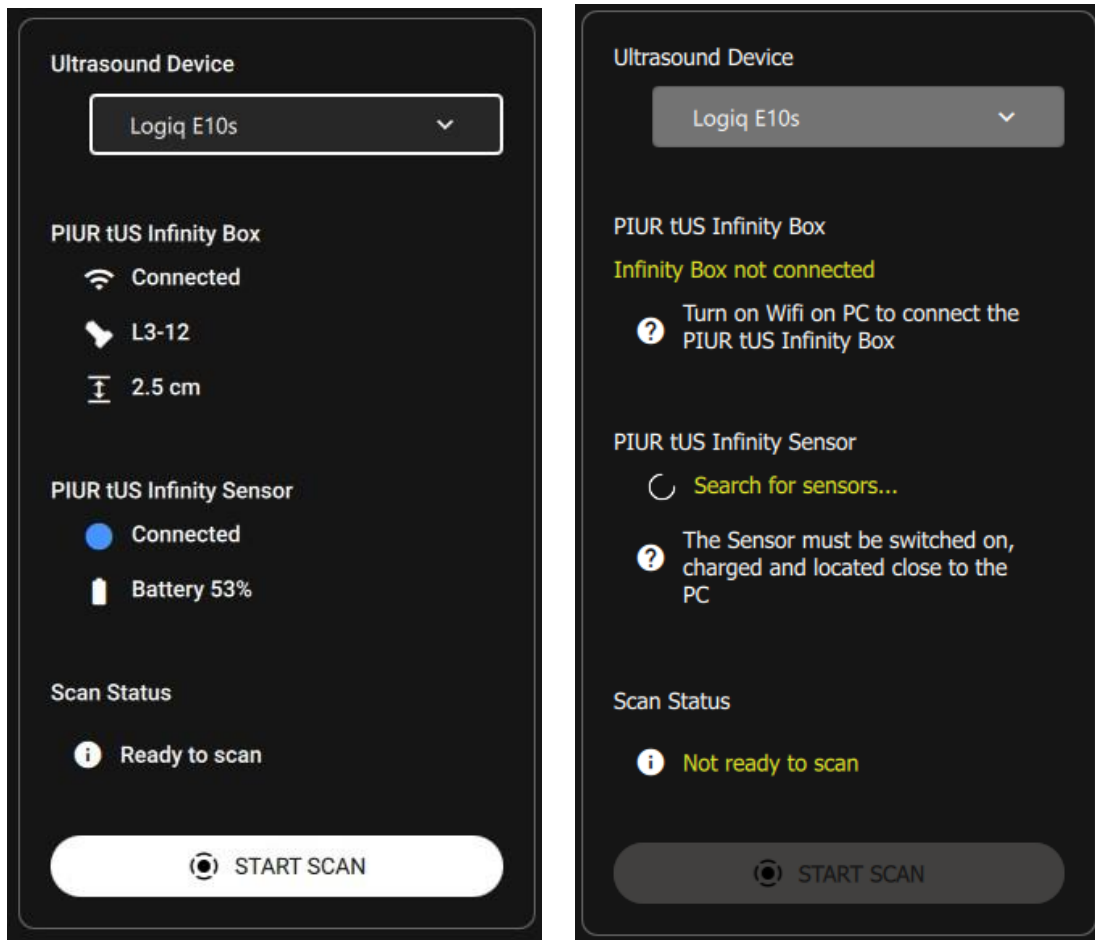 Ultrasound Device
Logiq E10s
PIUR tUS Infinity Box
Connected
L3-12
2.5 cm
PIUR tUS Infinity Sensor
Connected
Battery 53%
Scan Status
Ready to scan
START SCAN
Ultrasound Device
Logiq E10s
PIUR tUS Infinity Box
Infinity Box not connected
Turn on Wifi on PC to connect the
PIUR tUS Infinity Box
PIUR tUS Infinity Sensor
Search for sensors...
The Sensor must be switched on,
charged and located close to the
PC
Scan Status
Not ready to scan
START SCAN